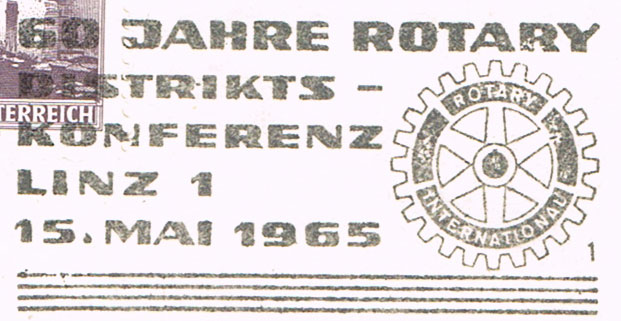 60 JAHRE ROTARY
DISTRIKTS -
TERREICH
KONFERENZ
LINZ 1
15. MAI 1965
ROTARY
INTERNATIONAL
1